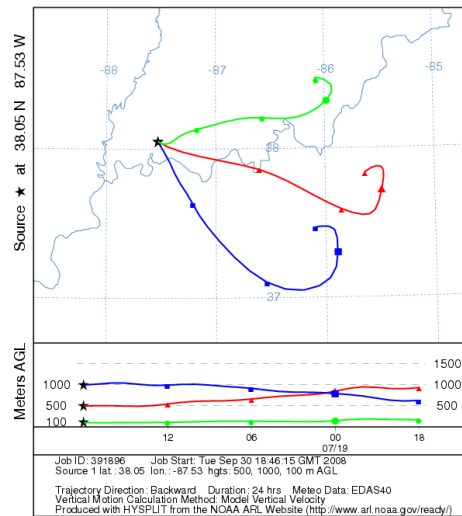 -88
-87
-86
-85
38
37
Source ★ at 38.05 N 87.53 W
Meters AGL
1500
1000
1000
500
500
100
100
12
06
00
18
07/19
Job ID: 391896 Job Start: Tue Sep 30 18:46:15 GMT 2008
Source 1 lat.: 38.05 lon.: -87.53 hgts: 500, 1000, 100 m AGL
Trajectory Direction: Backward Duration: 24 hrs Meteo Data: EDAS40
Vertical Motion Calculation Method: Model Vertical Velocity
Produced with HYSPLIT from the NOAA ARL Website (http://www.arl.noaa.gov/ready/)